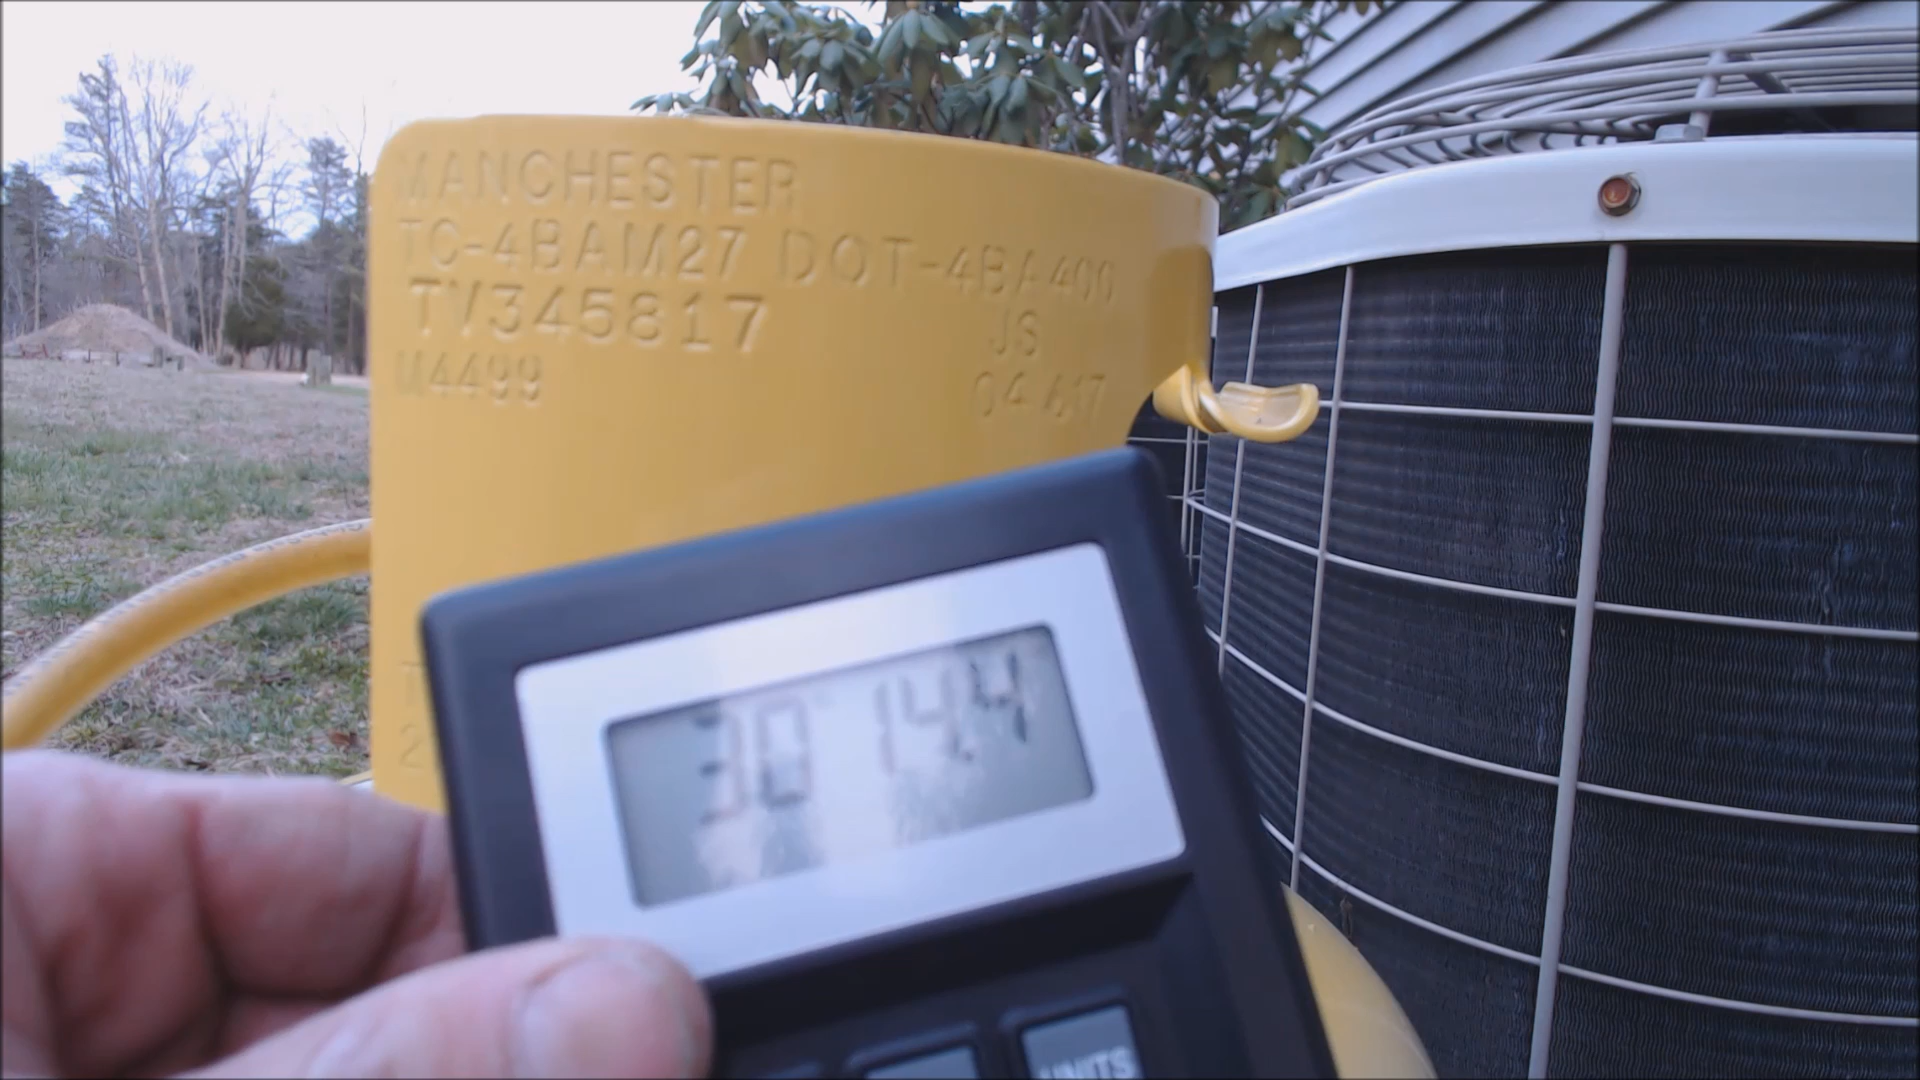 MANCHESTER
TC-4BAM27 DOT-4BA400
TV345817 JS
M4499 04 17
30 14.4
UNITS